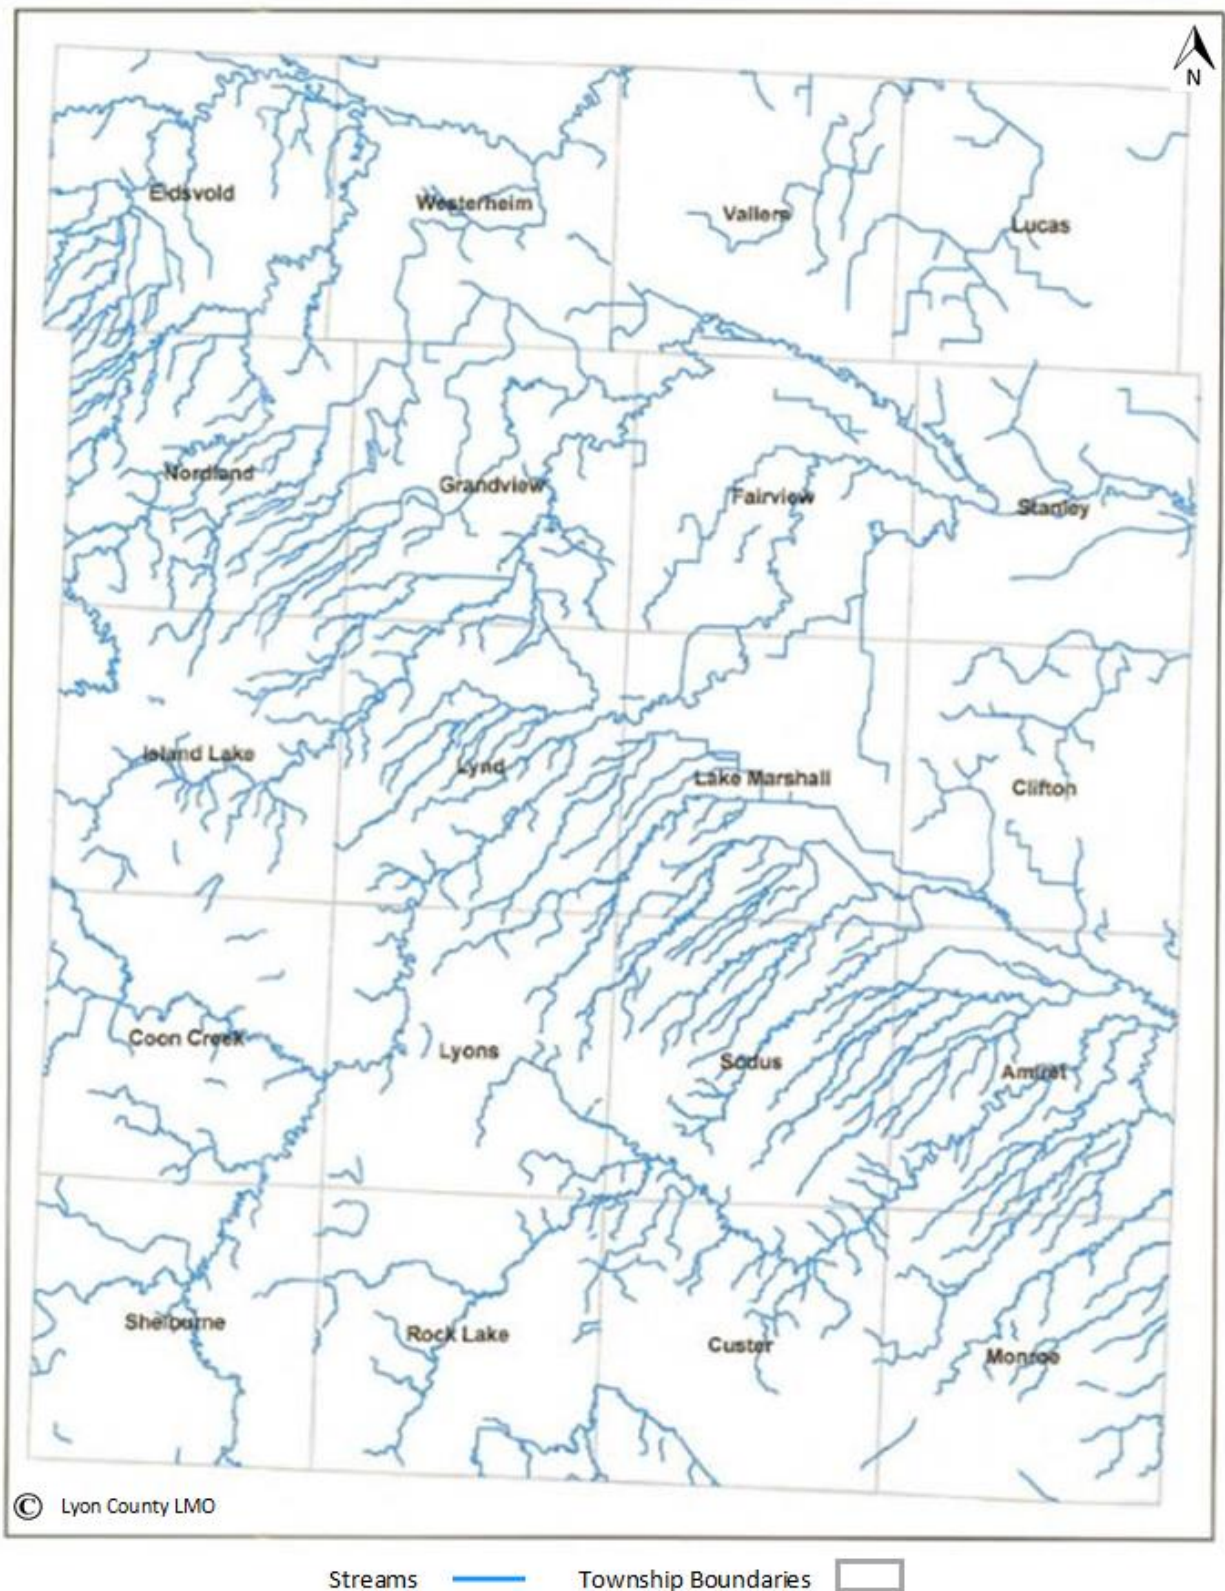 N
Eidsvold
Westerheim
Vallers
Lucas
Nordland
Grandview
Fairview
Stanley
Island Lake
Lynd
Lake Marshall
Clifton
Coon Creek
Lyons
Sodus
Amiret
Shelburne
Rock Lake
Custer
Monroe
© Lyon County LMO
Streams Township Boundaries